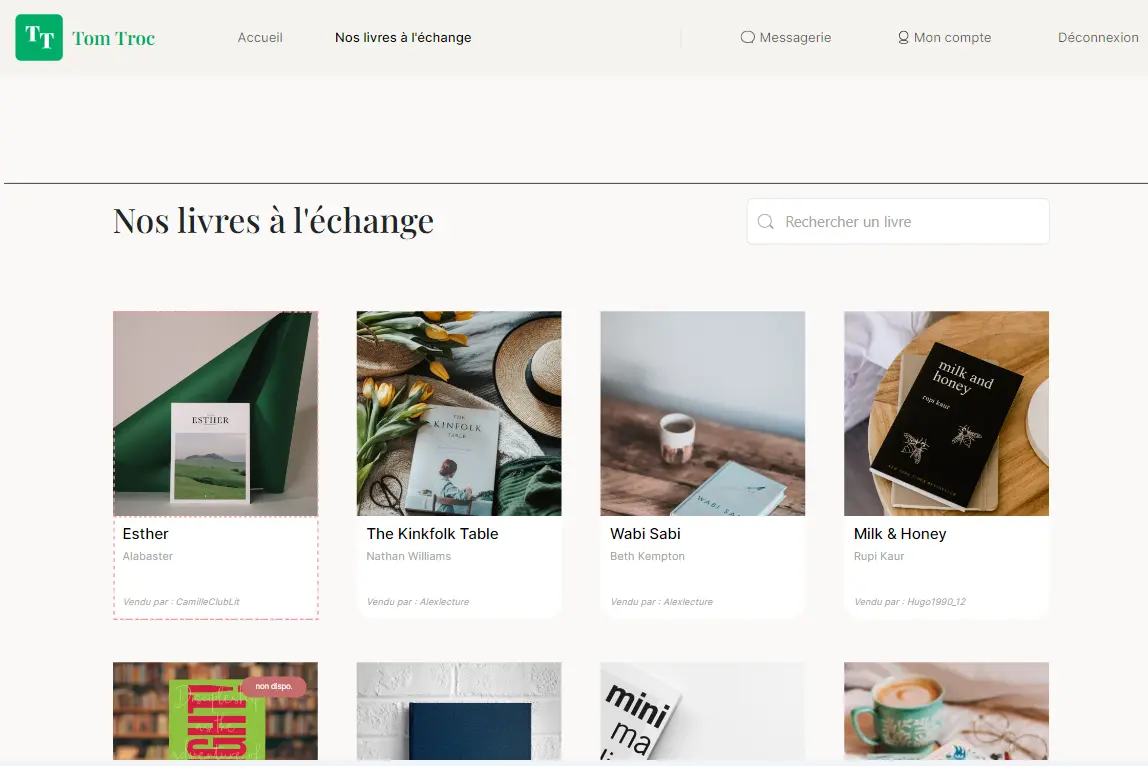 TT Tom Troc
Accueil
Nos livres à l'échange
Messagerie
Mon compte
Déconnexion
Nos livres à l'échange
Rechercher un livre
ESTHER
THE
KINFOLK
TABLE
WABI SABI
milk and
honey
rupi kaur
Esther
Alabaster
Vendu par : CamilleClubLit
The Kinkfolk Table
Nathan Williams
Vendu par : Alexlecture
Wabi Sabi
Beth Kempton
Vendu par : Alexlecture
Milk & Honey
Rupi Kaur
Vendu par : Hugo1990_12
non dispo.
mini
ma